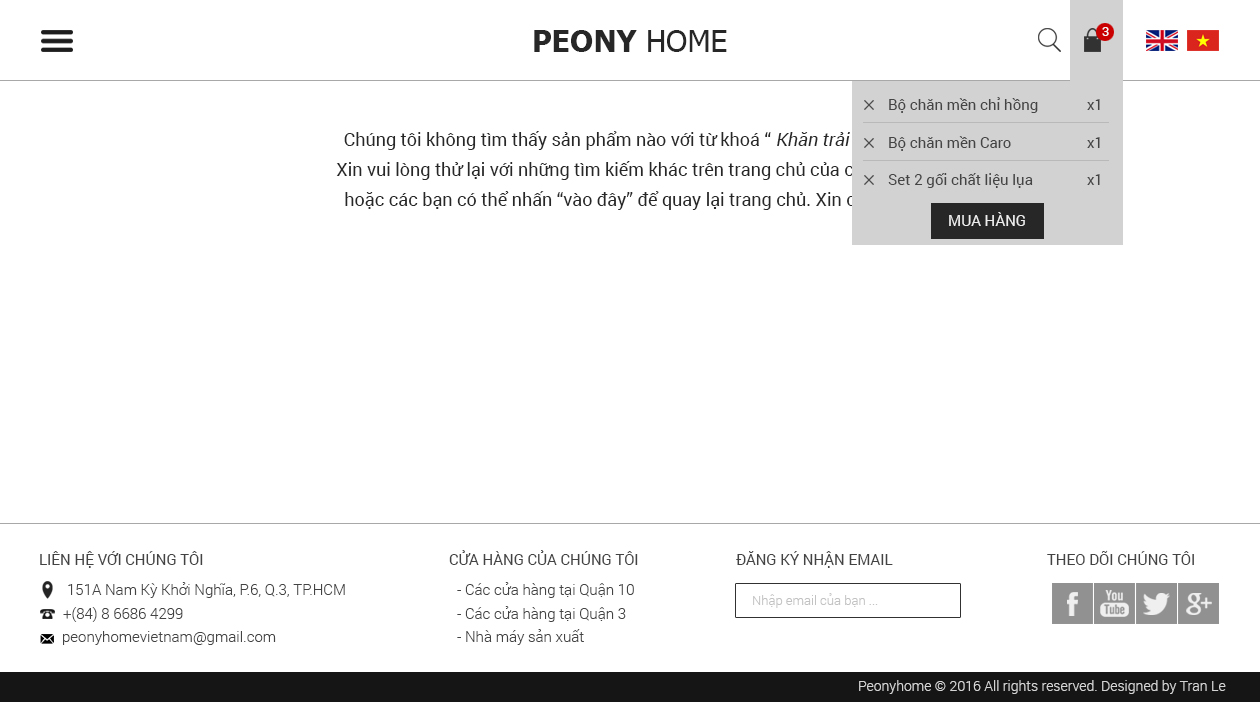 PEONY HOME
3
Bộ chăn mền chỉ hồng x1
Bộ chăn mền Caro x1
Set 2 gối chất liệu lụa x1
MUA HÀNG
Chúng tôi không tìm thấy sản phẩm nào với từ khoá “ Khăn trải
Xin vui lòng thử lại với những tìm kiếm khác trên trang chủ của
hoặc các bạn có thể nhấn “vào đây” để quay lại trang chủ. Xin
LIÊN HỆ VỚI CHÚNG TÔI
151A Nam Kỳ Khởi Nghĩa, P.6, Q.3, TP.HCM
+(84) 8 6686 4299
peonyhomevietnam@gmail.com
CỬA HÀNG CỦA CHÚNG TÔI
- Các cửa hàng tại Quận 10
- Các cửa hàng tại Quận 3
- Nhà máy sản xuất
ĐĂNG KÝ NHẬN EMAIL
Nhập email của bạn ...
THEO DÕI CHÚNG TÔI
f You Tube g+
Peonyhome © 2016 All rights reserved. Designed by Tran Le